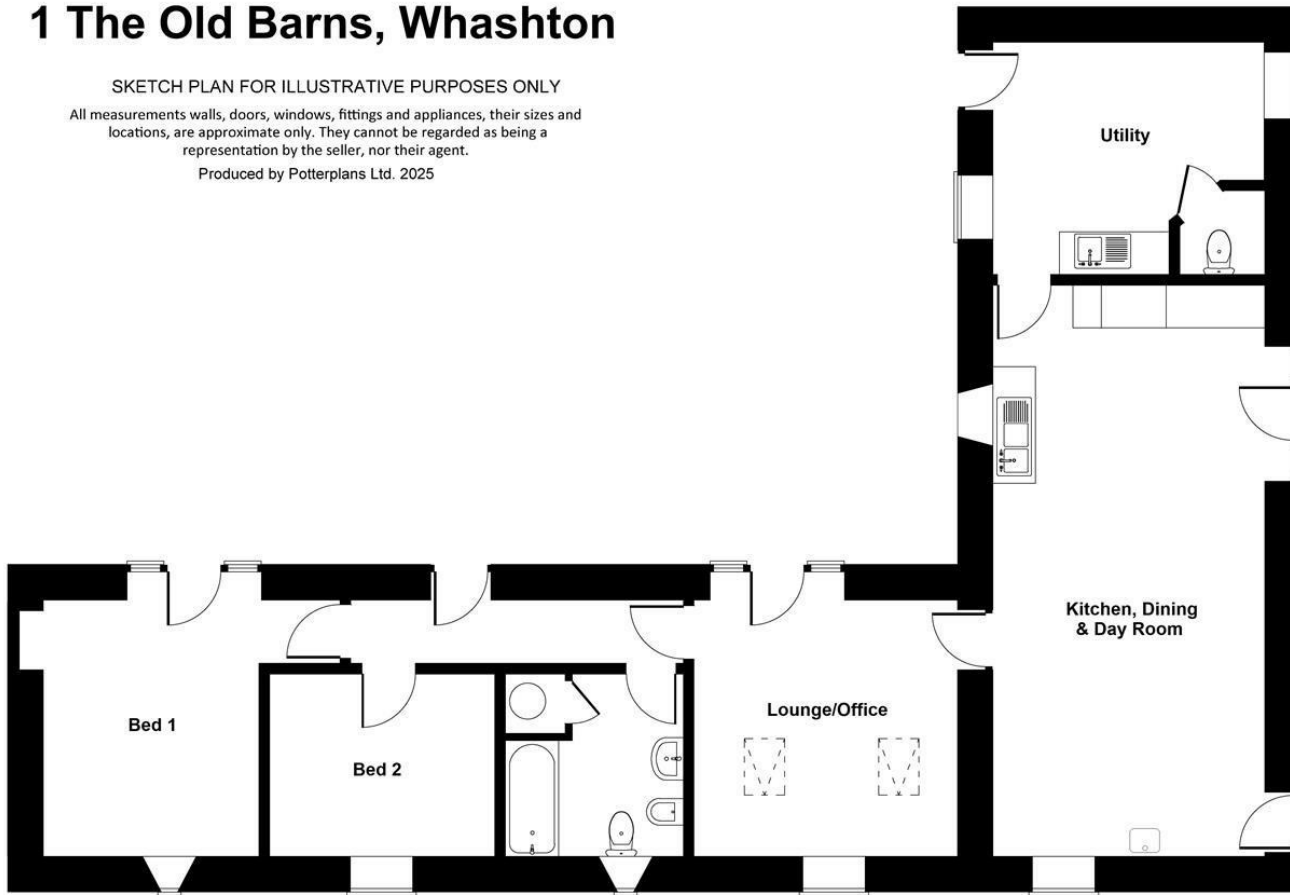 1 The Old Barns, Whashton
SKETCH PLAN FOR ILLUSTRATIVE PURPOSES ONLY
All measurements walls, doors, windows, fittings and appliances, their sizes and
locations, are approximate only. They cannot be regarded as being a
representation by the seller, nor their agent.
Produced by Potterplans Ltd. 2025
Utility
Kitchen, Dining
& Day Room
Lounge/Office
Bed 1
Bed 2